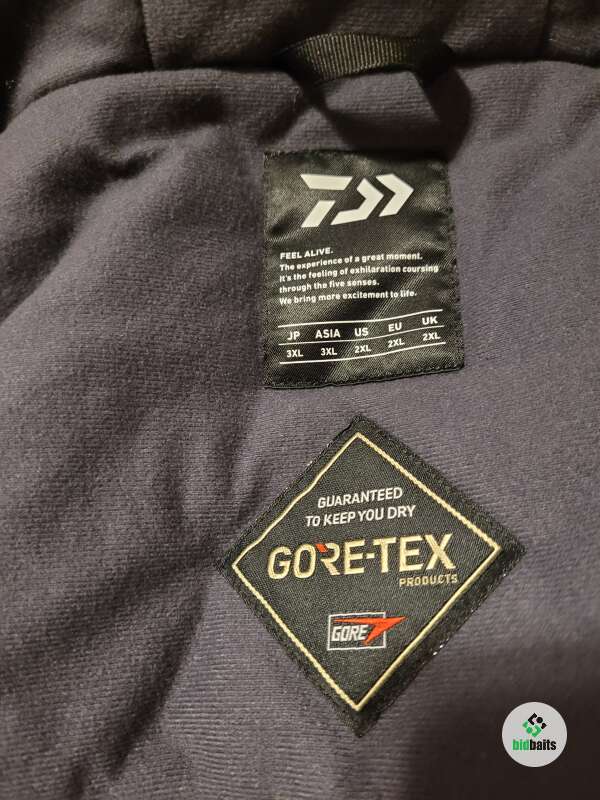 FEEL ALIVE.
The experience of a great moment.
It's the feeling of exhilaration coursing
through the five senses.
We bring more excitement to life.
JP ASIA US EU UK
3XL 3XL 2XL 2XL 2XL
GUARANTEED
TO KEEP YOU DRY
GORE-TEX
PRODUCTS
GORE
bidbaits